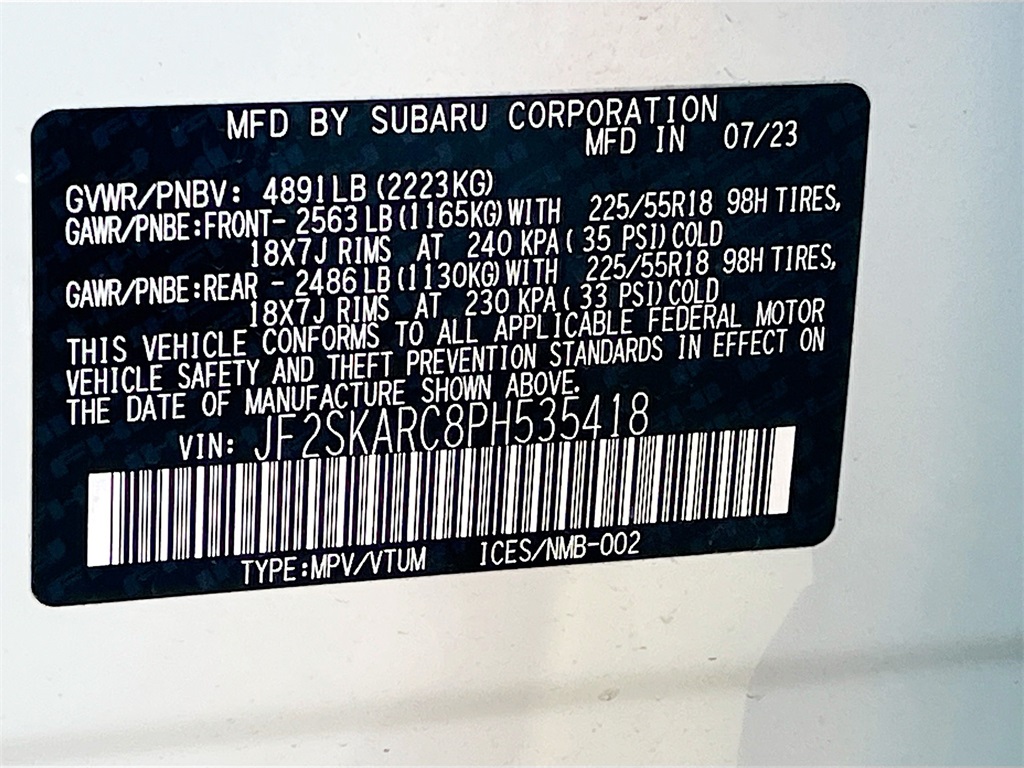 MFD BY SUBARU CORPORATION
MFD IN 07/23
GVWR/PNBV: 4891LB (2223KG)
GAWR/PNBE:FRONT- 2563LB(1165KG)WITH 225/55R18 98H TIRES,
18X7J RIMS AT 240 KPA( 35 PSI)COLD
GAWR/PNBE:REAR - 2486LB(1130KG)WITH 225/55R18 98H TIRES,
18X7J RIMS AT 230 KPA( 33 PSI)COLD
THIS VEHICLE CONFORMS TO ALL APPLICABLE FEDERAL MOTOR
VEHICLE SAFETY AND THEFT PREVENTION STANDARDS IN EFFECT ON
THE DATE OF MANUFACTURE SHOWN ABOVE.
VIN: JF2SKARC8PH535418
TYPE:MPV/VTUM ICES/NMB-002